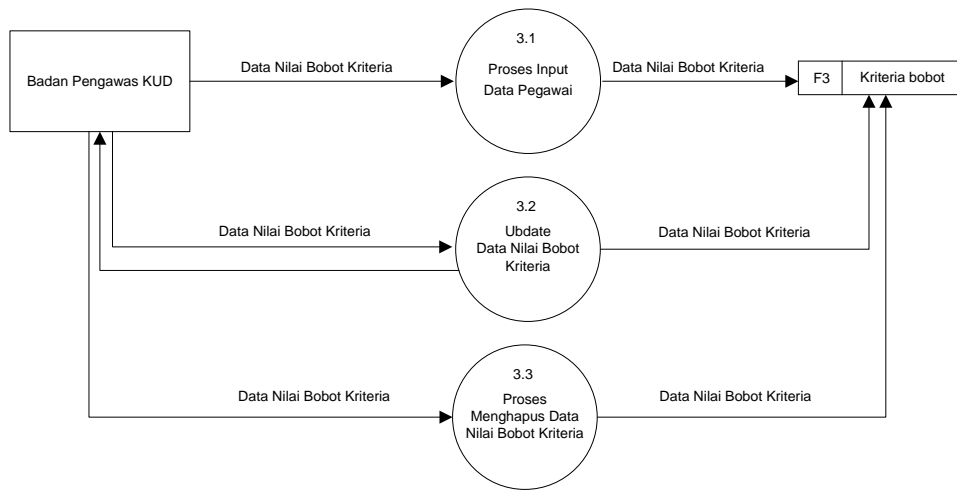 Badan Pengawas KUD
Data Nilai Bobot Kriteria
3.1
Proses Input
Data Pegawai
Data Nilai Bobot Kriteria
F3
Kriteria bobot
Data Nilai Bobot Kriteria
3.2
Ubdate
Data Nilai Bobot
Kriteria
Data Nilai Bobot Kriteria
Data Nilai Bobot Kriteria
3.3
Proses
Menghapus Data
Nilai Bobot Kriteria
Data Nilai Bobot Kriteria